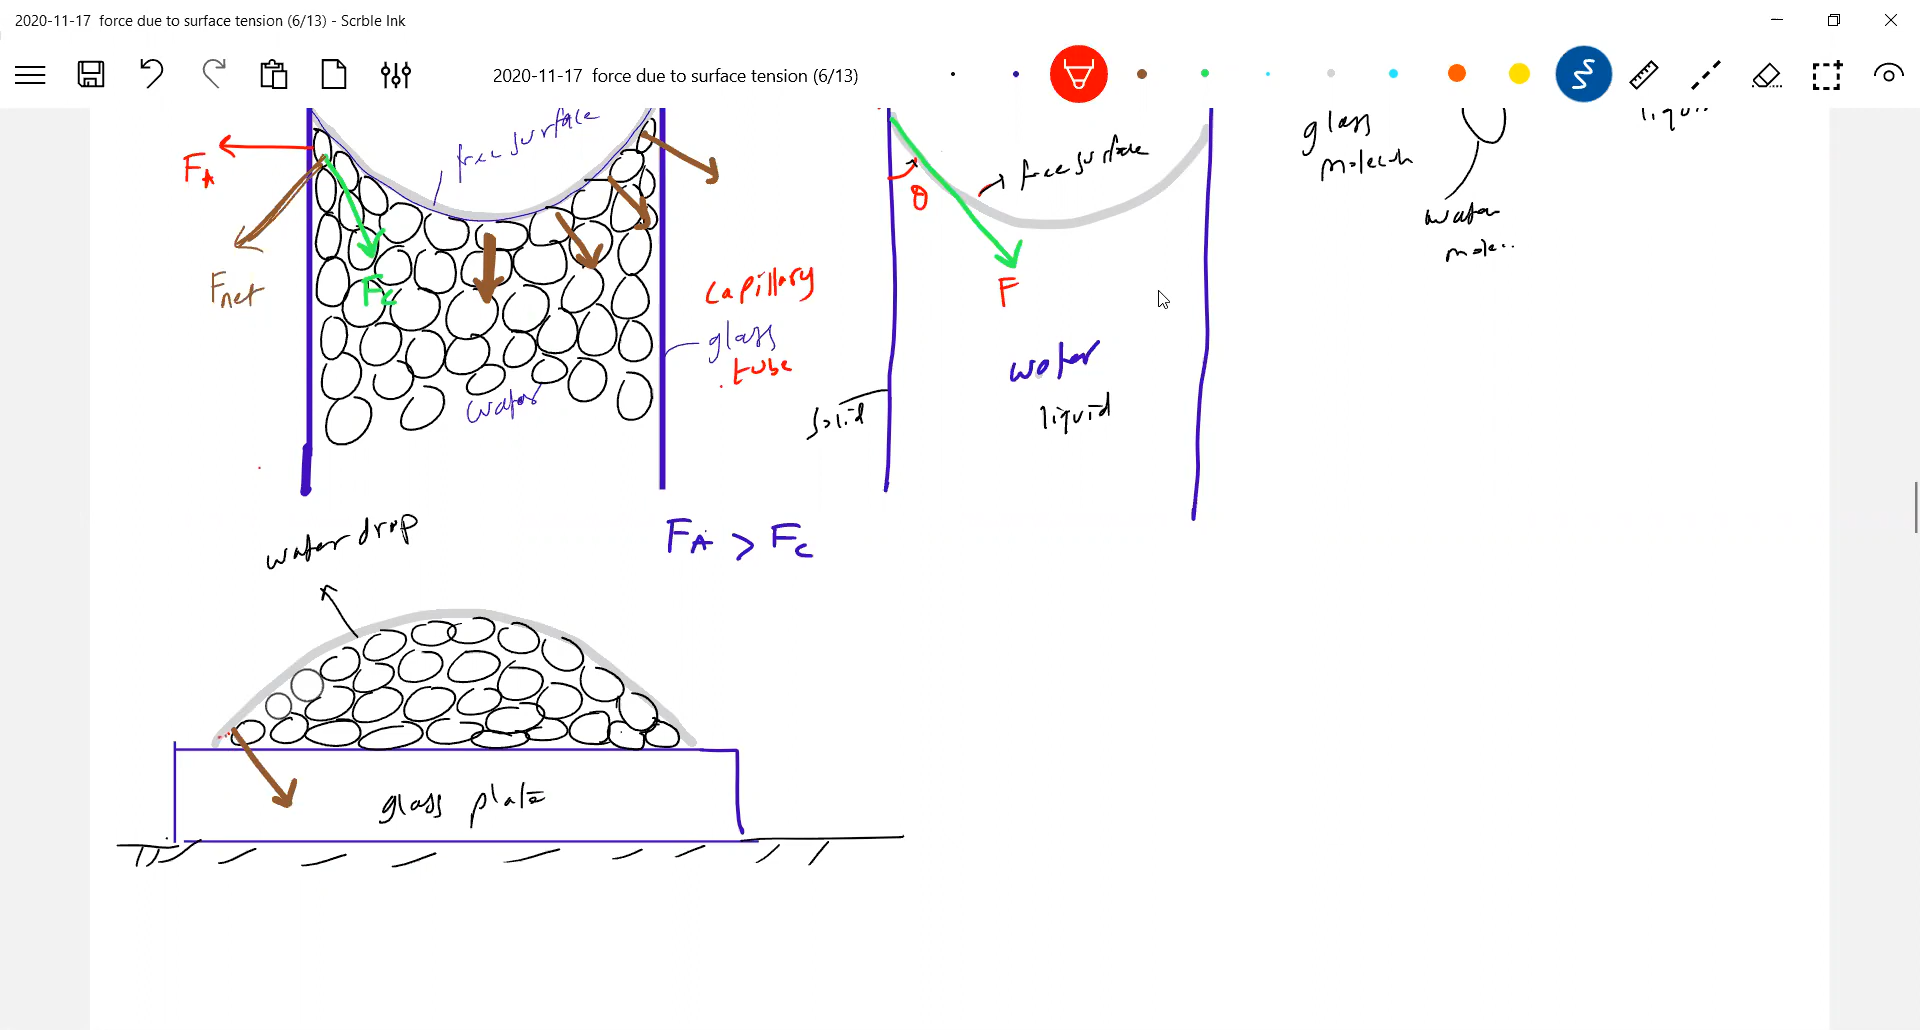 2020-11-17 force due to surface tension (6/13) - Scrble Ink
2020-11-17 force due to surface tension (6/13)
free surface
FA
Fnet
Fc
Capillary
glass
tube
water
θ
free surface
F
water
liquid
solid
glass
water
molec..
water drop
FA > Fc
glass plate